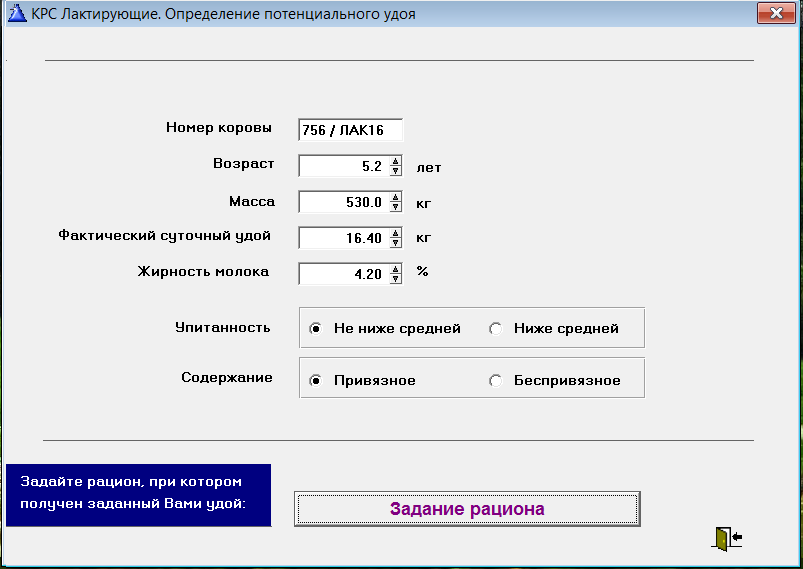 КРС Лактирующие. Определение потенциального удоя
Номер коровы 756 / ЛАК16
Возраст 5.2 лет
Масса 530.0 кг
Фактический суточный удой 16.40 кг
Жирность молока 4.20 %
Упитанность Не ниже средней Ниже средней
Содержание Привязное Беспривязное
Задайте рацион, при котором
получен заданный Вами удой:
Задание рациона